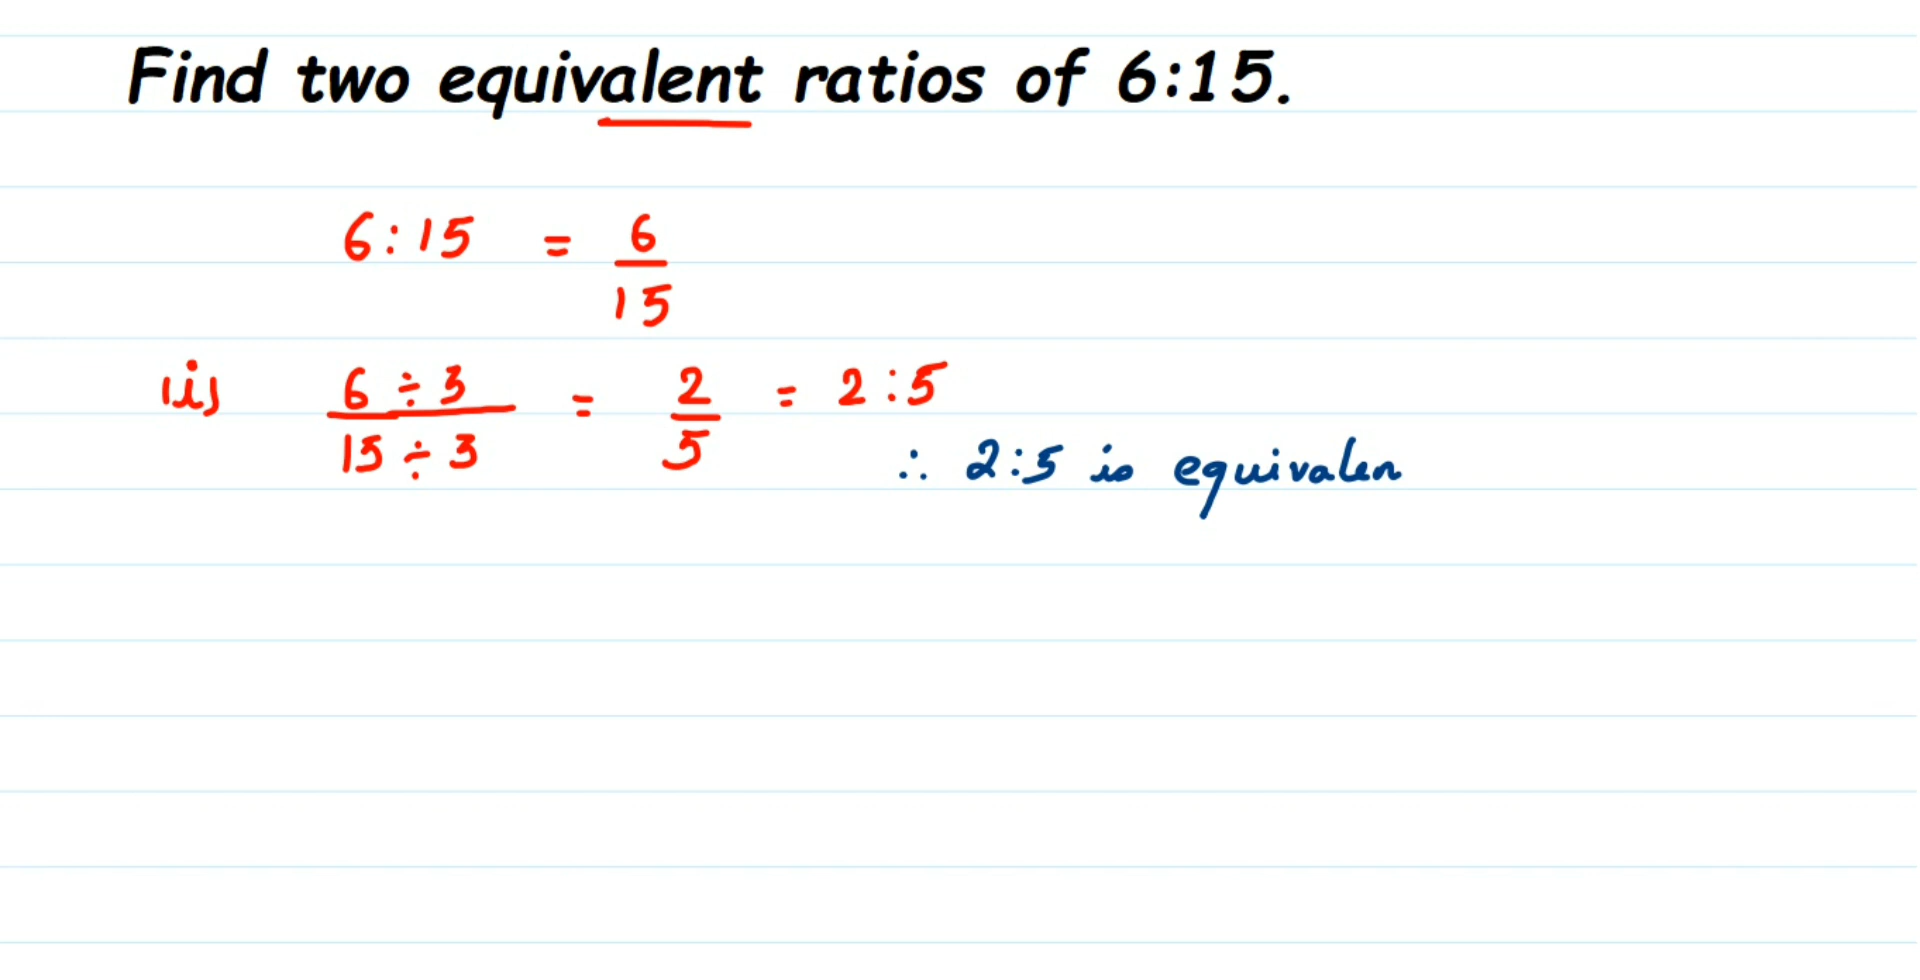 Find two equivalent ratios of 6:15.
6:15 = 6/15
(i) 6 ÷ 3 / 15 ÷ 3 = 2/5 = 2:5
∴ 2:5 is equivalen